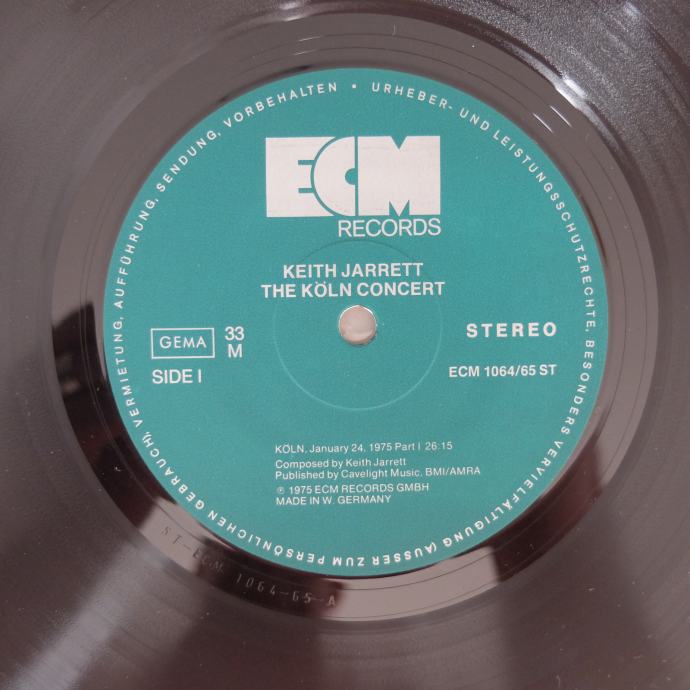 URHEBER- UND LEISTUNGSSCHUTZRECHTE, BESONDERS VERVIELFÄLTIGUNG (AUSSER ZUM PERSÖNLICHEN GEBRAUCH), VERMIETUNG, AUFFÜHRUNG, SENDUNG, VORBEHALTEN •
ECM
RECORDS
KEITH JARRETT
THE KÖLN CONCERT
GEMA
33
M
STEREO
SIDE I
ECM 1064/65 ST
KÖLN, January 24, 1975 Part I 26:15
Composed by Keith Jarrett
Published by Cavelight Music, BMI/AMRA
℗ 1975 ECM RECORDS GMBH
MADE IN W. GERMANY
ST-ECM 1064-65-A